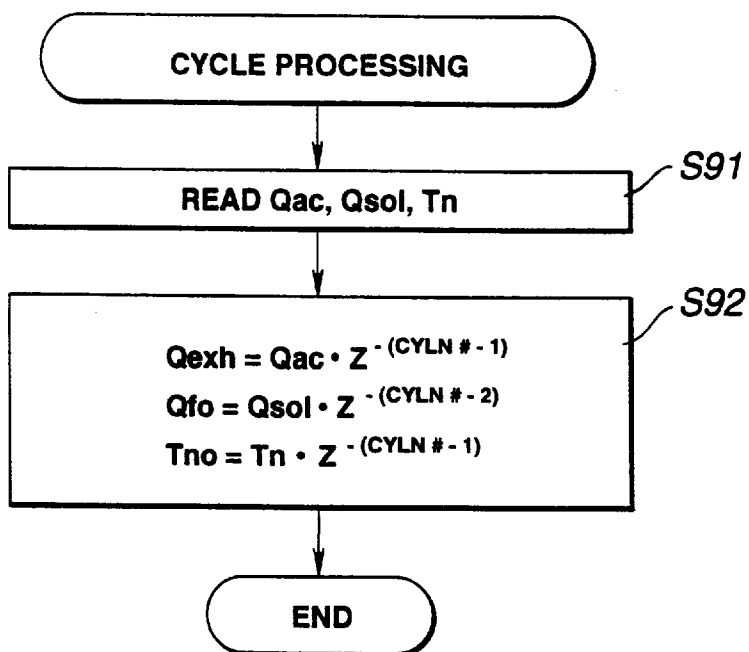 CYCLE PROCESSING
S91
READ Qac, Qsol, Tn
S92
Qexh = Qac · Z^-(CYLN # - 1)
Qfo = Qsol · Z^-(CYLN # - 2)
Tno = Tn · Z^-(CYLN # - 1)
END